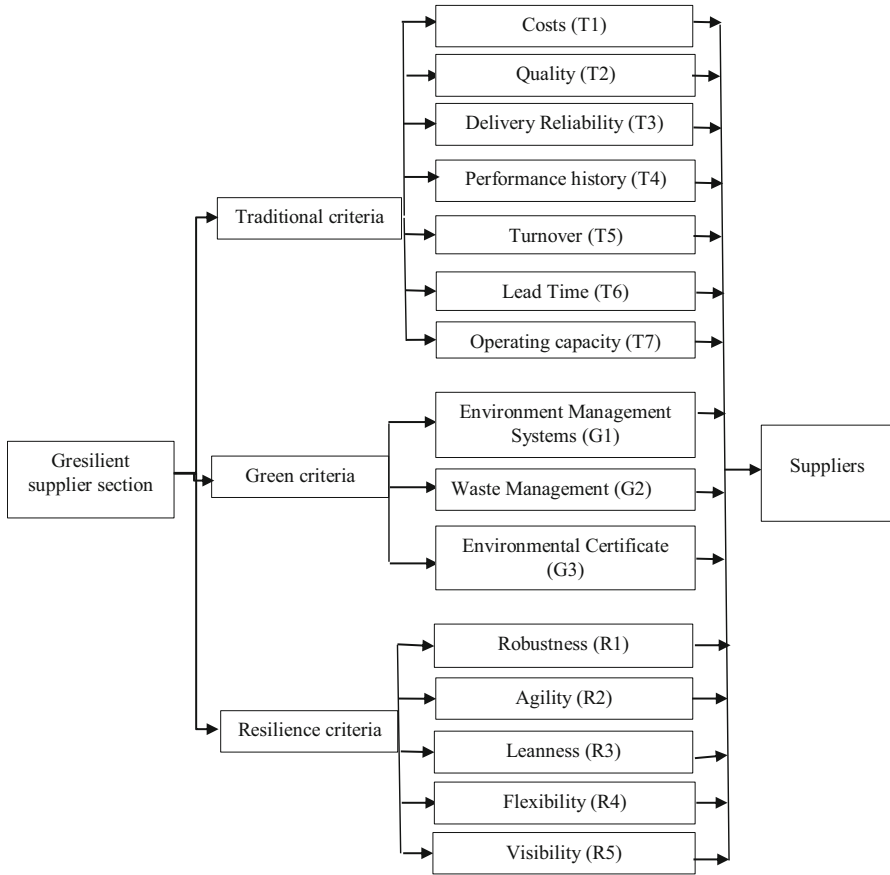 Costs (T1)
Quality (T2)
Delivery Reliability (T3)
Performance history (T4)
Traditional criteria
Turnover (T5)
Lead Time (T6)
Operating capacity (T7)
Environment Management
Systems (G1)
Gresilient
supplier section
Green criteria
Waste Management (G2)
Suppliers
Environmental Certificate
(G3)
Robustness (R1)
Agility (R2)
Resilience criteria
Leanness (R3)
Flexibility (R4)
Visibility (R5)